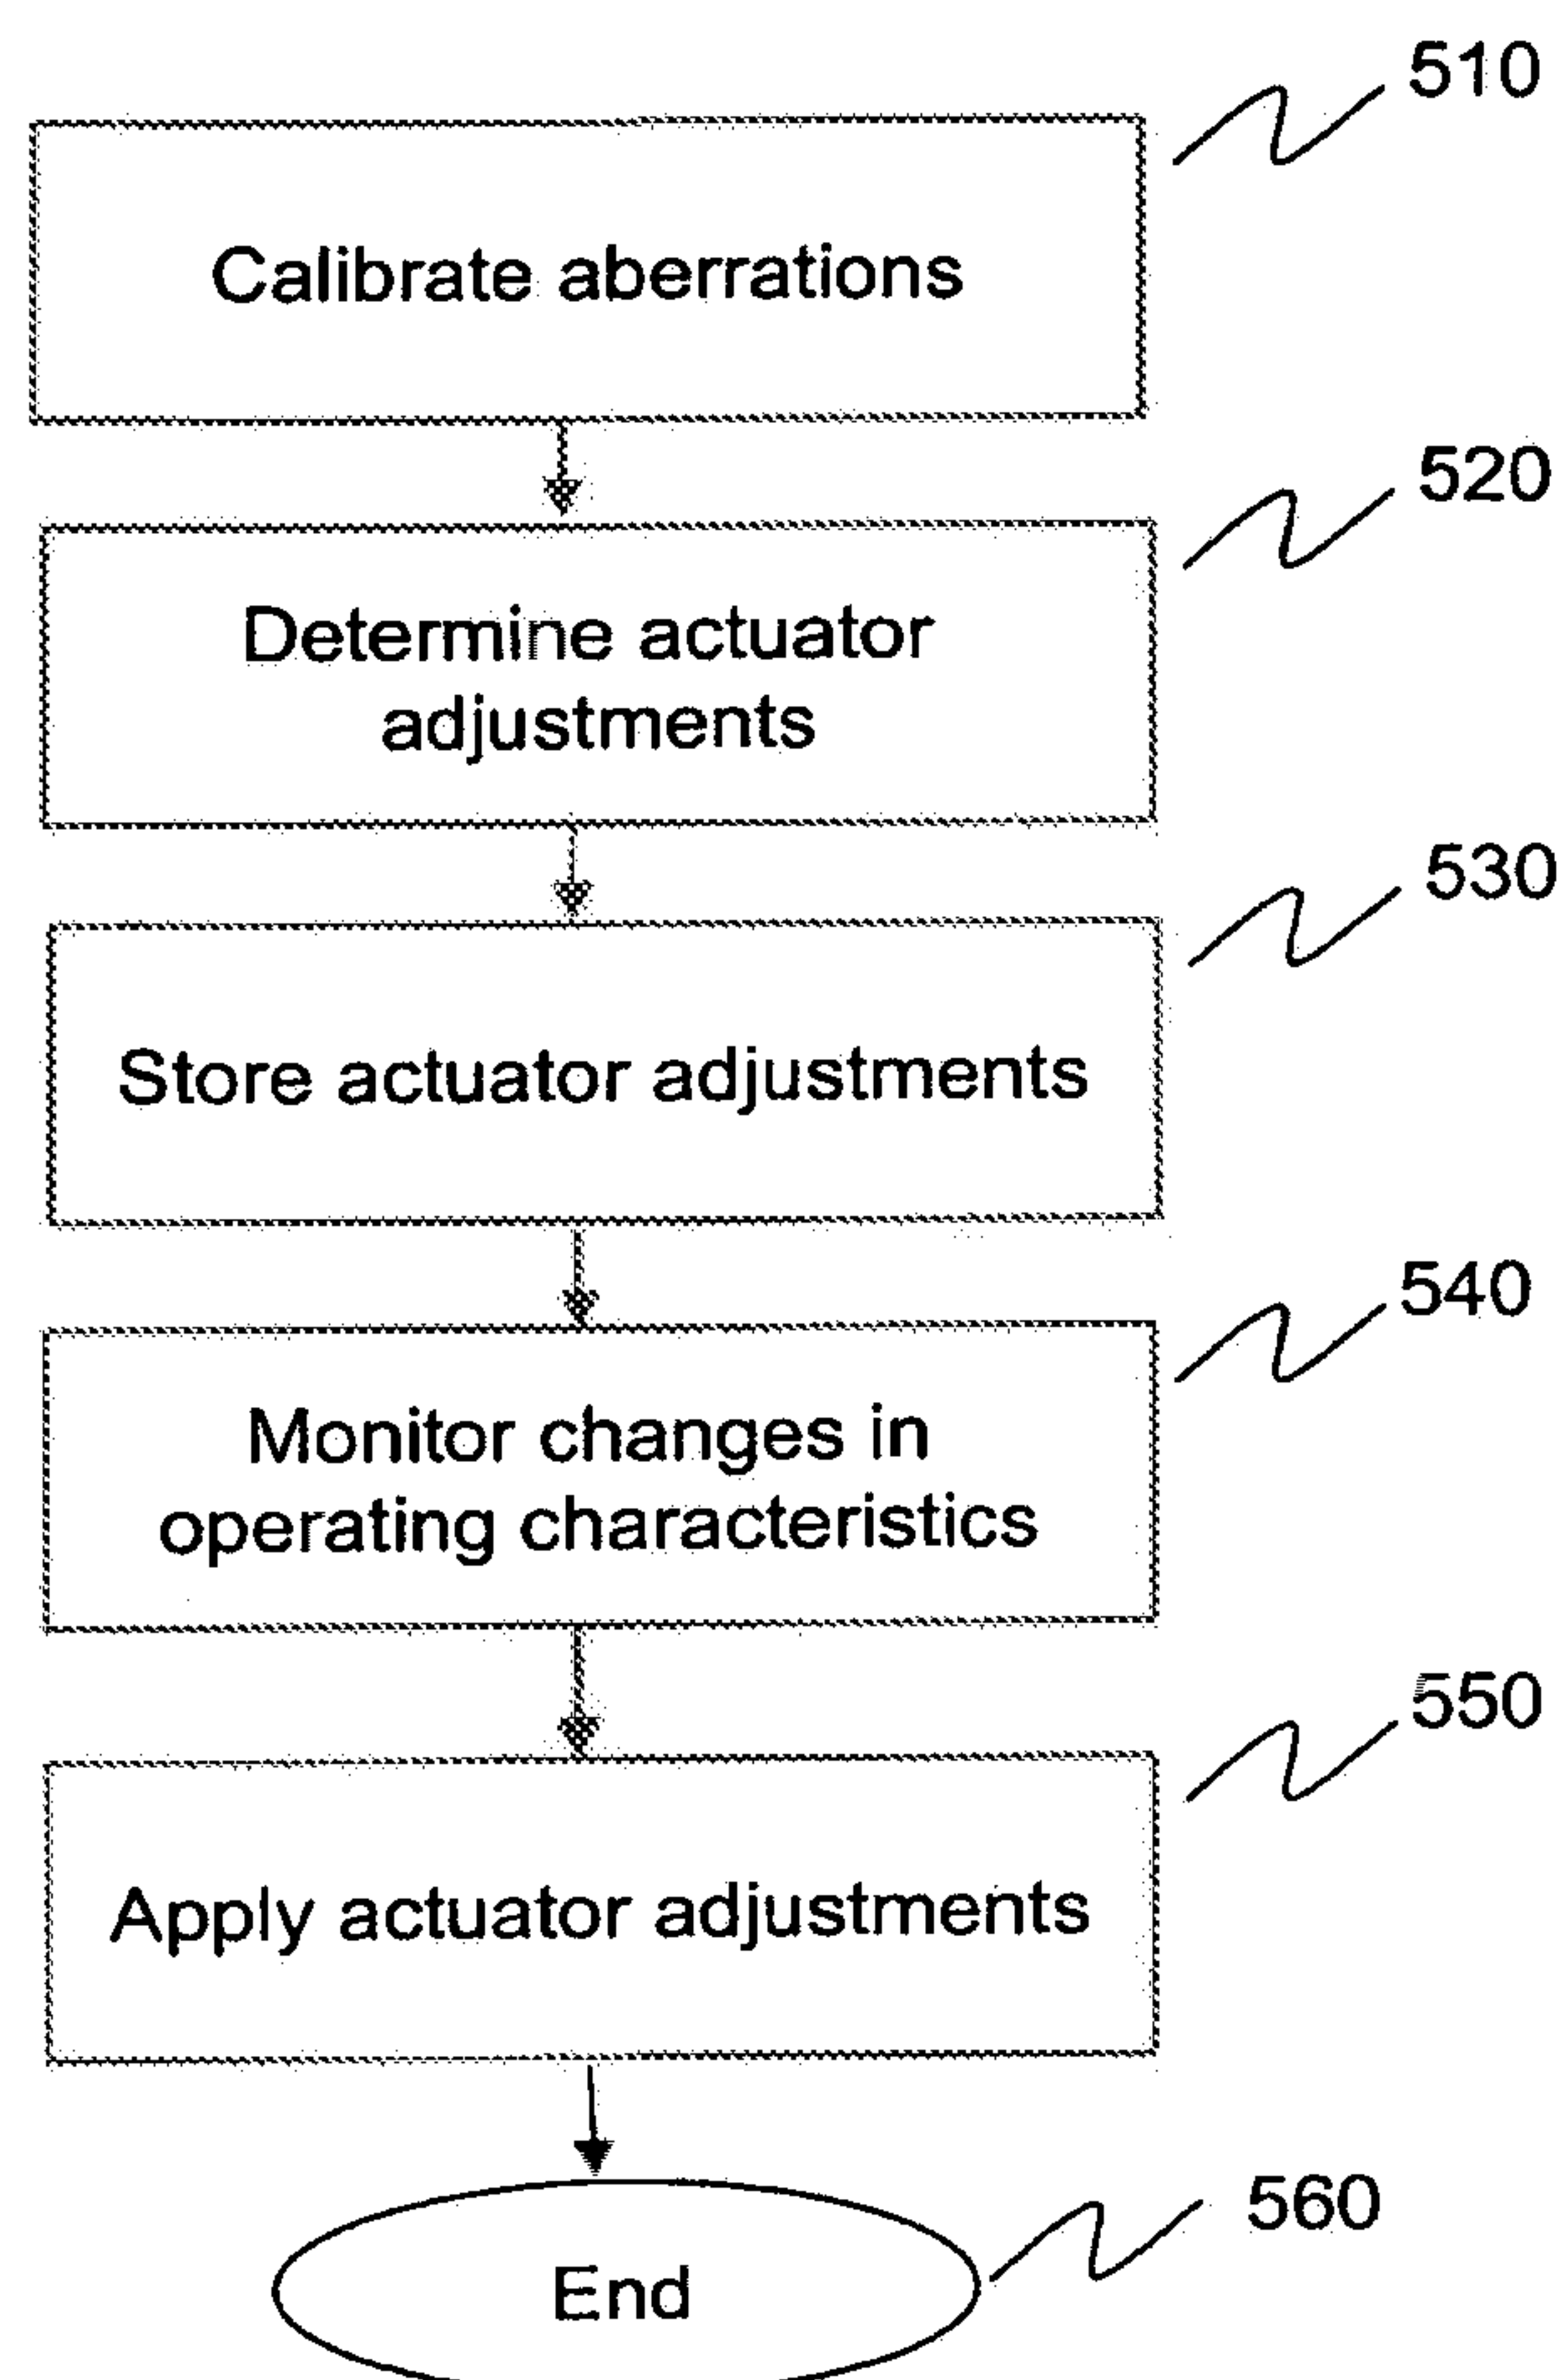 510
Calibrate aberrations
520
Determine actuator
adjustments
530
Store actuator adjustments
540
Monitor changes in
operating characteristics
550
Apply actuator adjustments
560
End